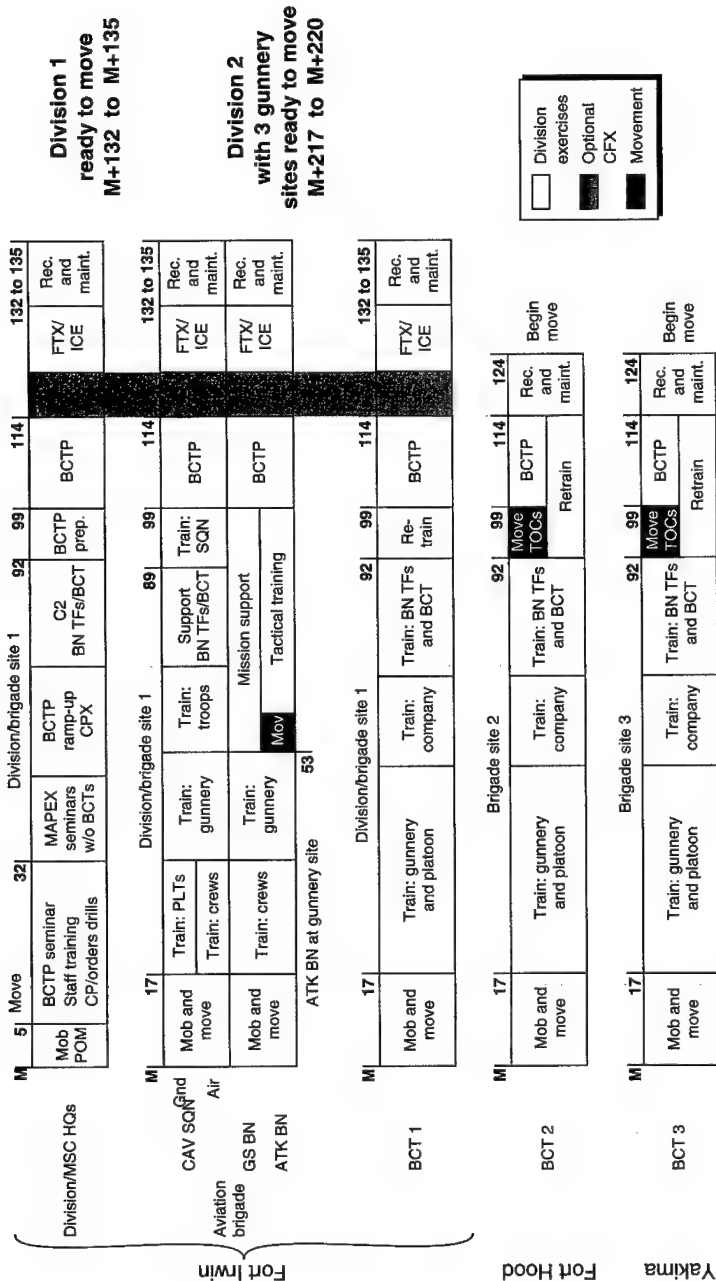 Division 1
ready to move
M+132 to M+135
Division 2
with 3 gunnery
sites ready to move
M+217 to M+220
Fort Irwin
Division/MSC HQs
M
5
Move
32
Division/brigade site 1
92
99
114
132 to 135
Mob
POM
BCTP seminar
Staff training
CP/orders drills
MAPEX
seminars
w/o BCTs
BCTP
ramp-up
CPX
C2
BN TFs/BCT
BCTP
prep.
BCTP
FTX/
ICE
Rec.
and
maint.
Aviation
brigade
CAV SQN
Gnd
Air
GS BN
ATK BN
M
17
Division/brigade site 1
89
99
114
132 to 135
Mob and
move
Train: PLTs
Train: crews
Train:
gunnery
Train:
troops
Support
BN TFs/BCT
Train:
SQN
BCTP
FTX/
ICE
Rec.
and
maint.
Mob and
move
Train: crews
Train:
gunnery
Mission support
Mov
Tactical training
BCTP
FTX/
ICE
Rec.
and
maint.
ATK BN at gunnery site
53
BCT 1
M
17
Division/brigade site 1
92
99
114
132 to 135
Mob and
move
Train: gunnery
and platoon
Train:
company
Train: BN TFs
and BCT
Re-
train
BCTP
FTX/
ICE
Rec.
and
maint.
Fort Hood
BCT 2
M
17
Brigade site 2
92
99
114
124
Mob and
move
Train: gunnery
and platoon
Train:
company
Train: BN TFs
and BCT
Move
TOCs
BCTP
Retrain
Rec.
and
maint.
Begin
move
Yakima
BCT 3
M
17
Brigade site 3
92
99
114
124
Mob and
move
Train: gunnery
and platoon
Train:
company
Train: BN TFs
and BCT
Move
TOCs
BCTP
Retrain
Rec.
and
maint.
Begin
move
Division
exercises
Optional
CFX
Movement